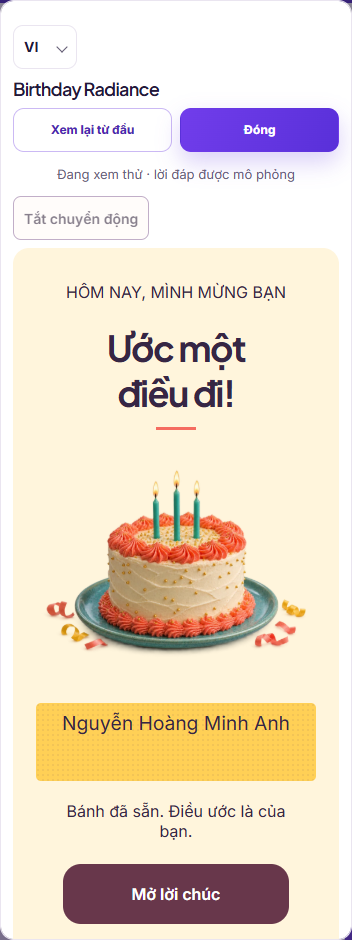 VI
Birthday Radiance
Xem lại từ đầu
Đóng
Đang xem thử · lời đáp được mô phỏng
Tắt chuyển động
HÔM NAY, MÌNH MỪNG BẠN
Ước một
điều đi!
Nguyễn Hoàng Minh Anh
Bánh đã sẵn. Điều ước là của
bạn.
Mở lời chúc